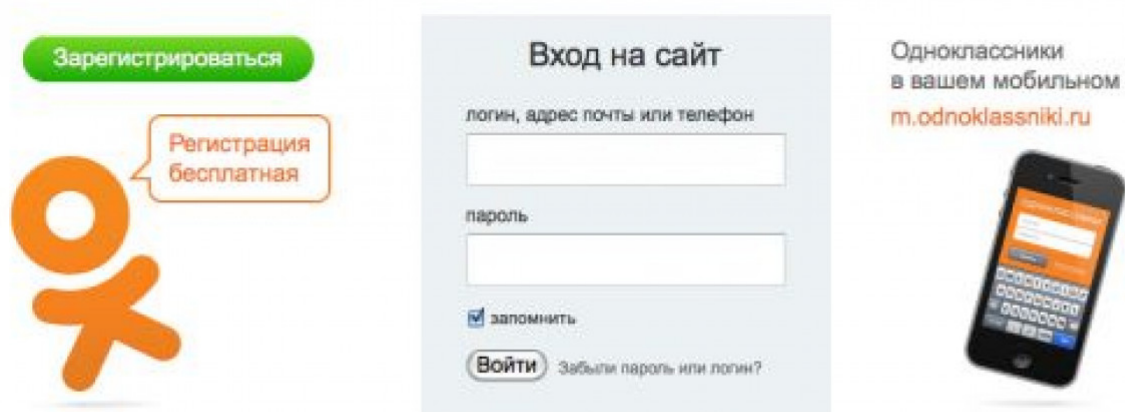 Зарегистрироваться
Регистрация
бесплатная
Вход на сайт
логин, адрес почты или телефон
пароль
запомнить
Войти Забыли пароль или логин?
Одноклассники
в вашем мобильном
m.odnoklassniki.ru